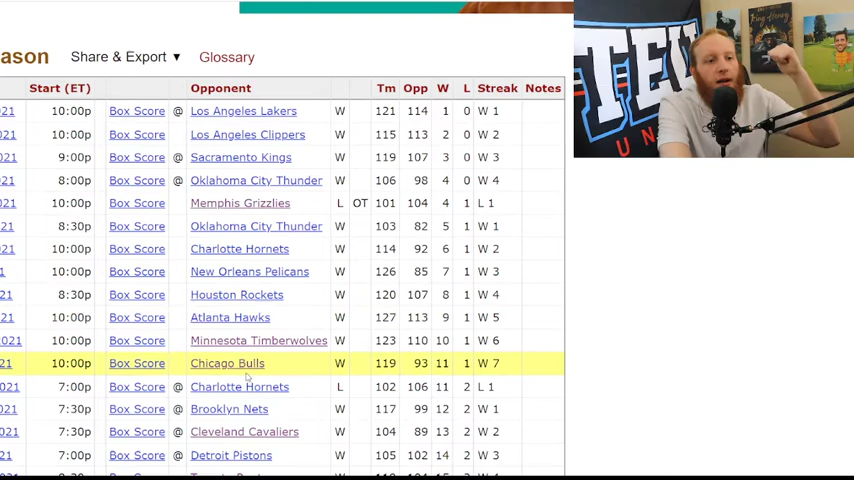 ason Share & Export ▼ Glossary
Start (ET) Opponent Tm Opp W L Streak Notes
021 10:00p Box Score @ Los Angeles Lakers W 121 114 1 0 W 1
021 10:00p Box Score Los Angeles Clippers W 115 113 2 0 W 2
021 9:00p Box Score @ Sacramento Kings W 119 107 3 0 W 3
021 8:00p Box Score @ Oklahoma City Thunder W 106 98 4 0 W 4
021 10:00p Box Score Memphis Grizzlies L OT 101 104 4 1 L 1
021 8:30p Box Score Oklahoma City Thunder W 103 82 5 1 W 1
021 10:00p Box Score Charlotte Hornets W 114 92 6 1 W 2
1 10:00p Box Score New Orleans Pelicans W 126 85 7 1 W 3
21 8:30p Box Score Houston Rockets W 120 107 8 1 W 4
21 10:00p Box Score Atlanta Hawks W 127 113 9 1 W 5
2021 10:00p Box Score Minnesota Timberwolves W 123 110 10 1 W 6
21 10:00p Box Score Chicago Bulls W 119 93 11 1 W 7
021 7:00p Box Score @ Charlotte Hornets L 102 106 11 2 L 1
021 7:30p Box Score @ Brooklyn Nets W 117 99 12 2 W 1
2021 7:30p Box Score @ Cleveland Cavaliers W 104 89 13 2 W 2
21 7:00p Box Score @ Detroit Pistons W 105 102 14 2 W 3
King Henry